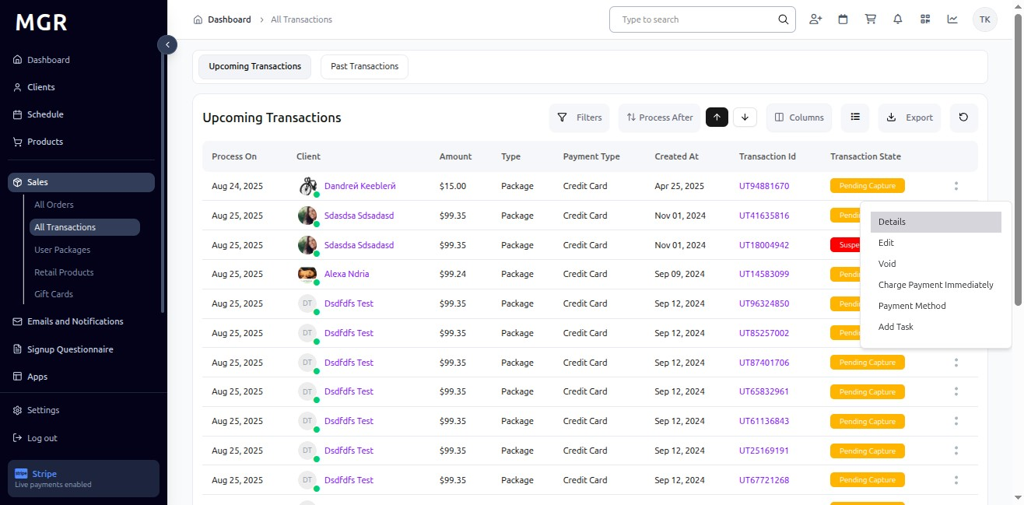 MGR
Dashboard
Clients
Schedule
Products
Sales
All Orders
All Transactions
User Packages
Retail Products
Gift Cards
Emails and Notifications
Signup Questionnaire
Apps
Settings
Log out
stripe Stripe
Live payments enabled
Dashboard > All Transactions
Type to search
TK
Upcoming Transactions Past Transactions
Upcoming Transactions
Filters Process After Columns Export
Process On Client Amount Type Payment Type Created At Transaction Id Transaction State
Aug 24, 2025 Dandreй Keeblerй $15.00 Package Credit Card Apr 25, 2025 UT94881670 Pending Capture
Aug 25, 2025 Sdasdsa Sdsadasd $99.35 Package Credit Card Nov 01, 2024 UT41635816
Aug 25, 2025 Sdasdsa Sdsadasd $99.35 Package Credit Card Nov 01, 2024 UT18004942
Aug 25, 2025 Alexa Ndria $99.24 Package Credit Card Sep 09, 2024 UT14583099
Aug 25, 2025 DT Dsdfdfs Test $99.35 Package Credit Card Sep 12, 2024 UT96324850
Aug 25, 2025 DT Dsdfdfs Test $99.35 Package Credit Card Sep 12, 2024 UT85257002
Aug 25, 2025 DT Dsdfdfs Test $99.35 Package Credit Card Sep 12, 2024 UT87401706 Pending Capture
Aug 25, 2025 DT Dsdfdfs Test $99.35 Package Credit Card Sep 12, 2024 UT65832961 Pending Capture
Aug 25, 2025 DT Dsdfdfs Test $99.35 Package Credit Card Sep 12, 2024 UT61136843 Pending Capture
Aug 25, 2025 DT Dsdfdfs Test $99.35 Package Credit Card Sep 12, 2024 UT25169191 Pending Capture
Aug 25, 2025 DT Dsdfdfs Test $99.35 Package Credit Card Sep 12, 2024 UT67721268 Pending Capture
Details
Edit
Void
Charge Payment Immediately
Payment Method
Add Task